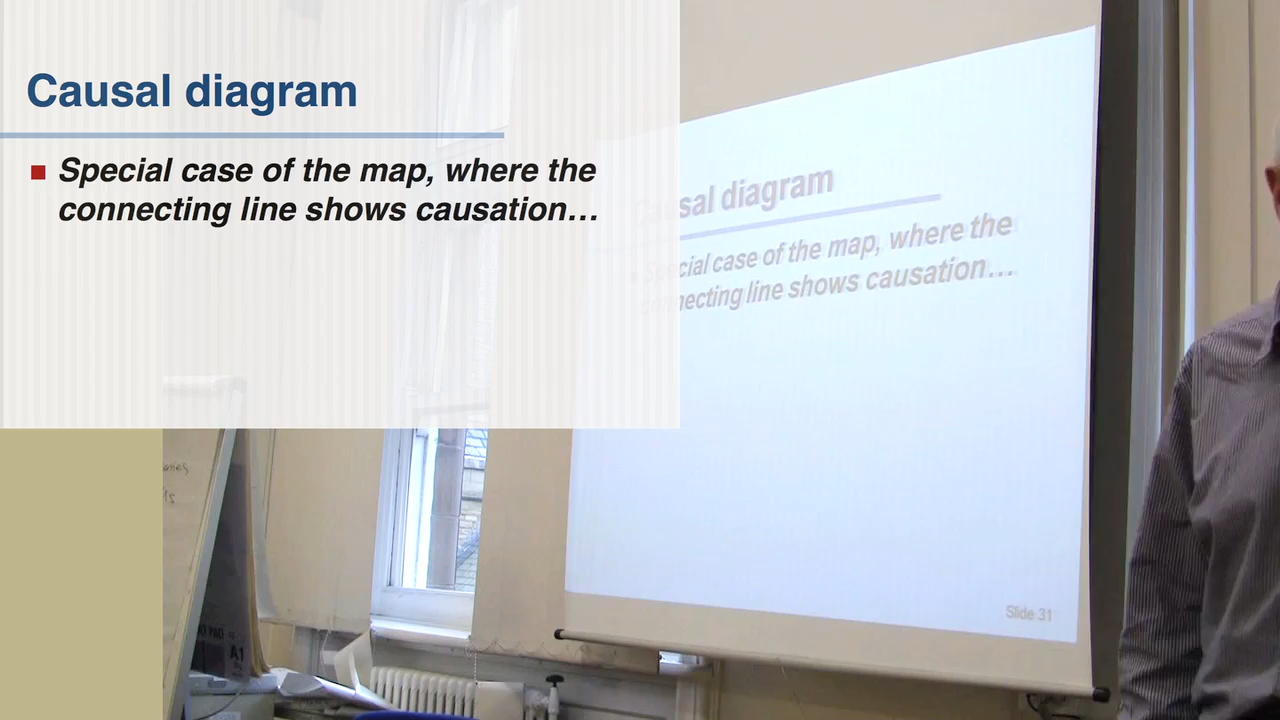 Causal diagram
Special case of the map, where the
connecting line shows causation…
Causal diagram
Special case of the map, where the
connecting line shows causation…
Slide 31
PAD
A1